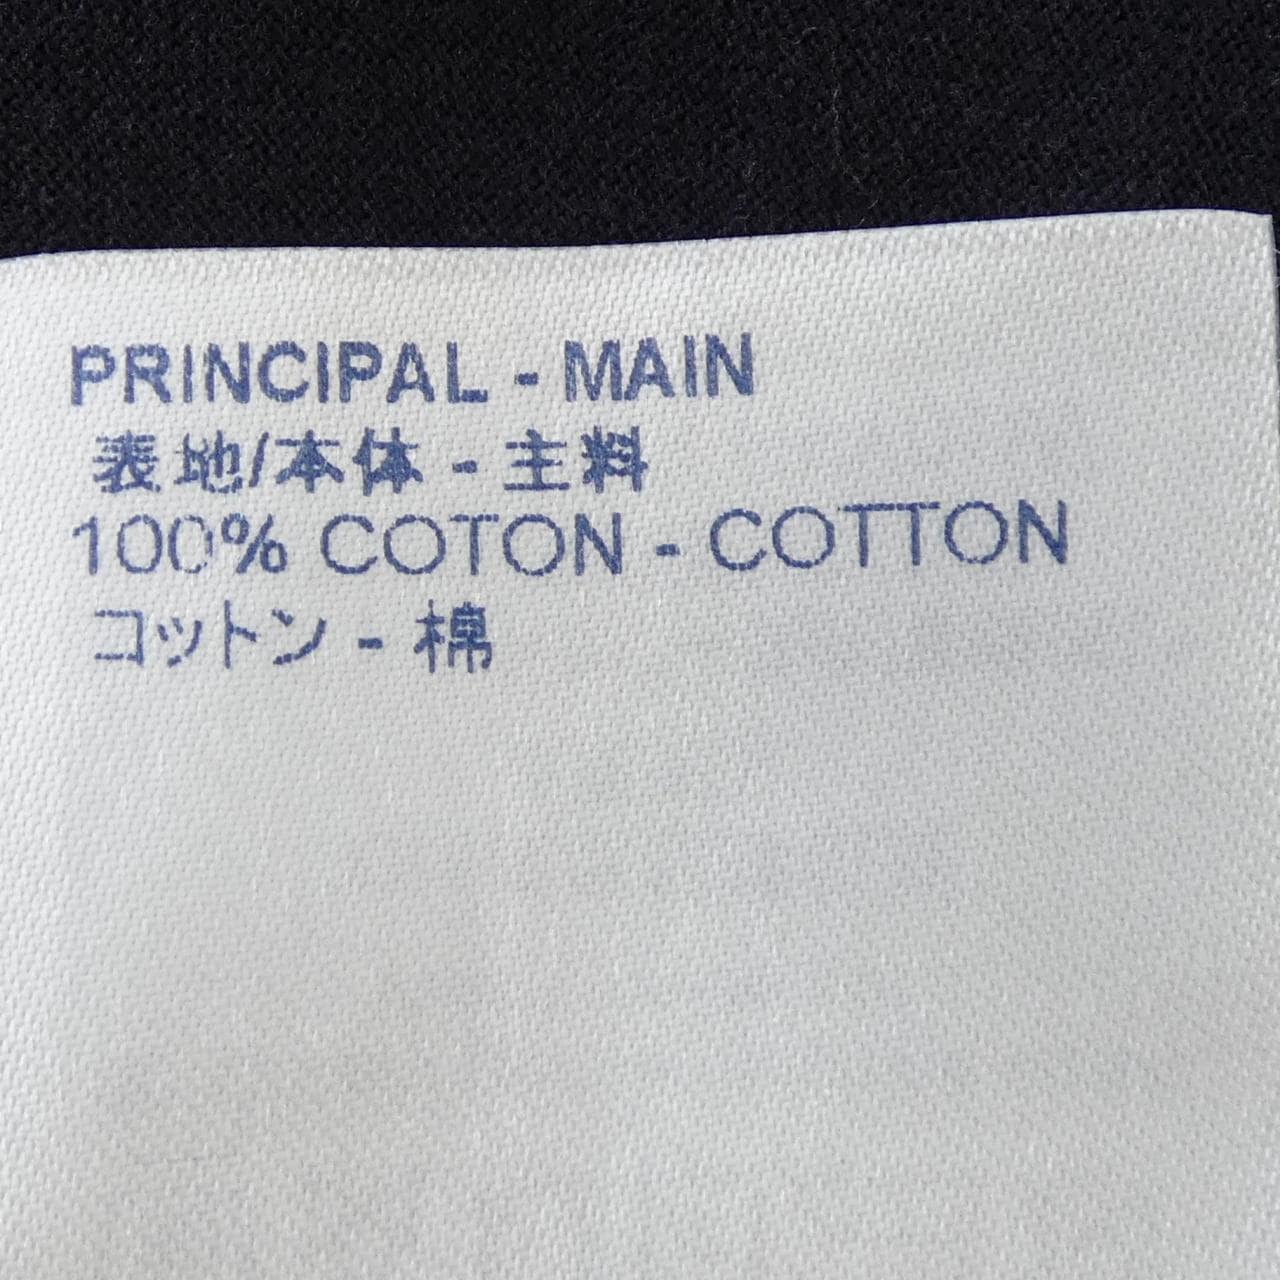 PRINCIPAL - MAIN
表地/本体 - 主料
100% COTON - COTTON
コットン - 棉